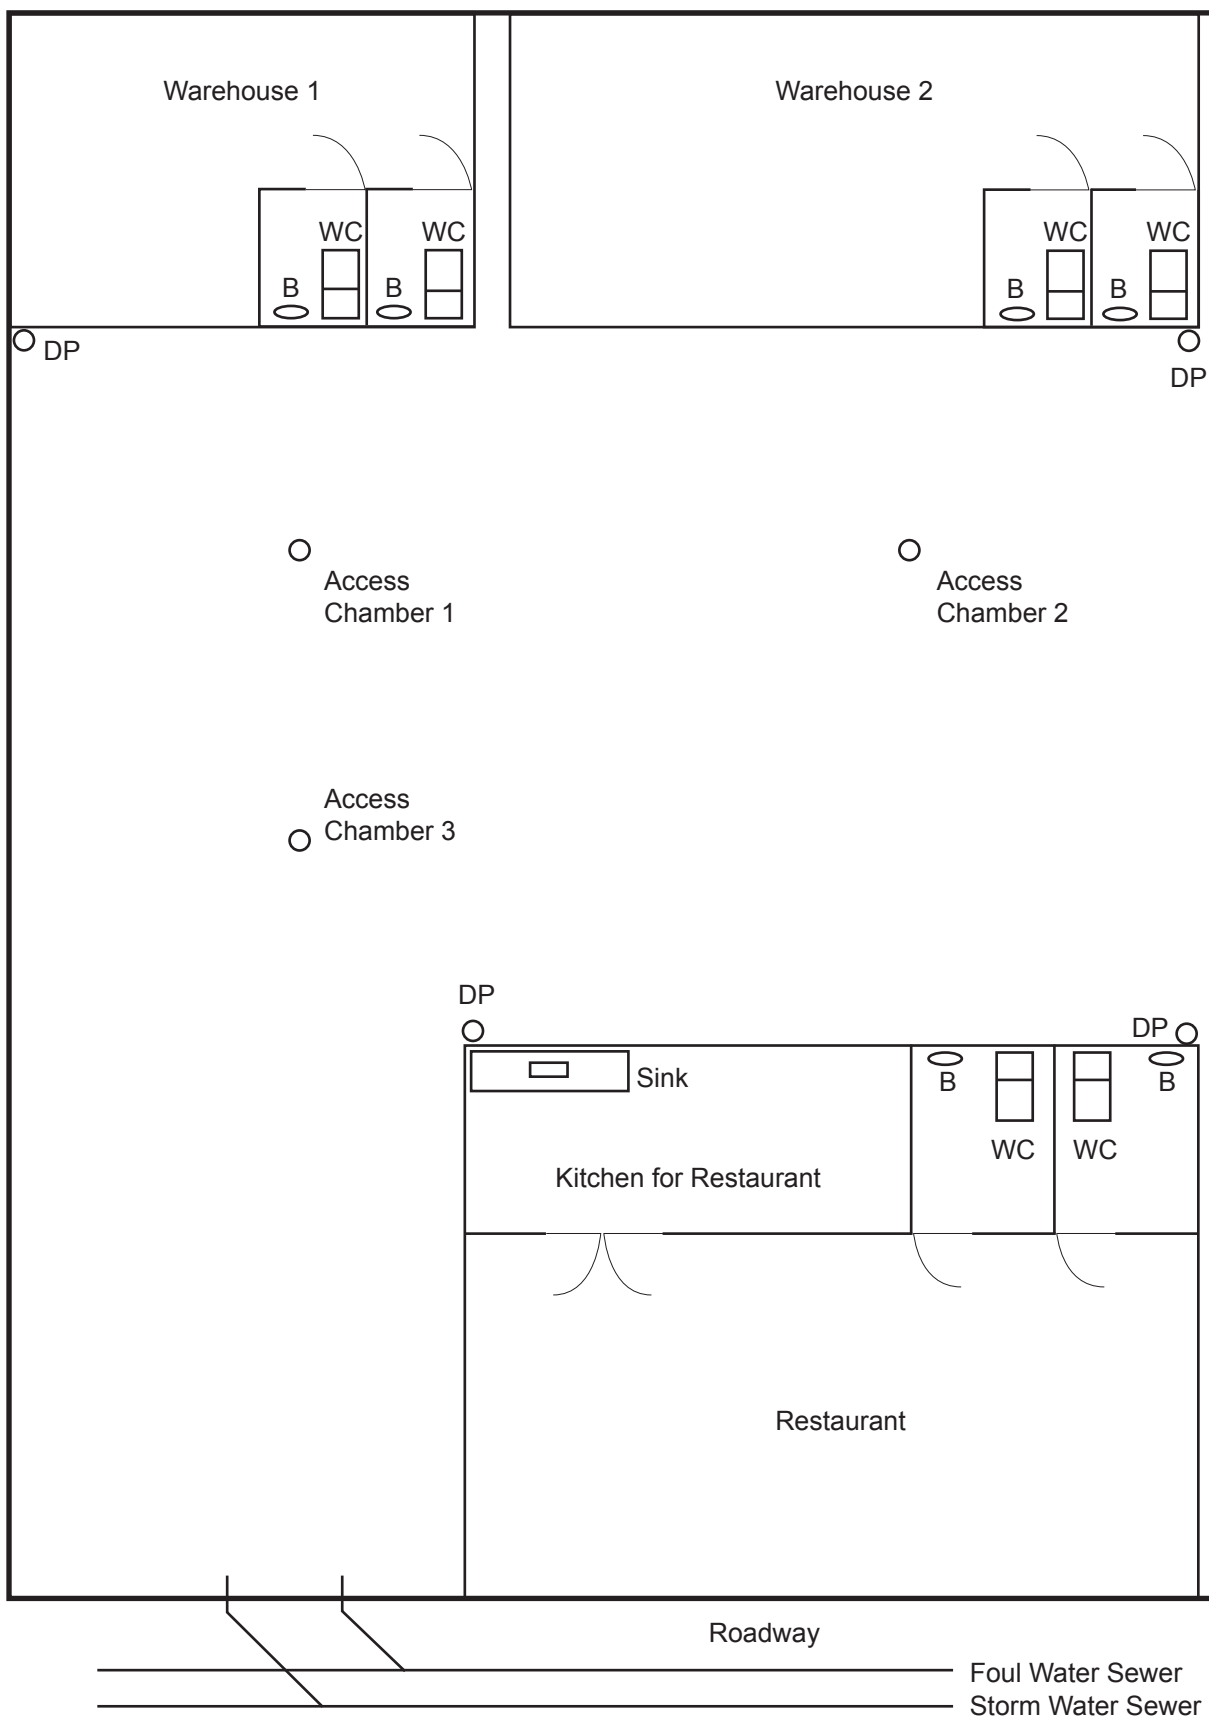 Warehouse 1
Warehouse 2
WC
WC
WC
WC
B
B
B
B
DP
DP
Access
Chamber 1
Access
Chamber 2
Access
Chamber 3
DP
DP
Sink
B
B
WC
WC
Kitchen for Restaurant
Restaurant
Roadway
Foul Water Sewer
Storm Water Sewer